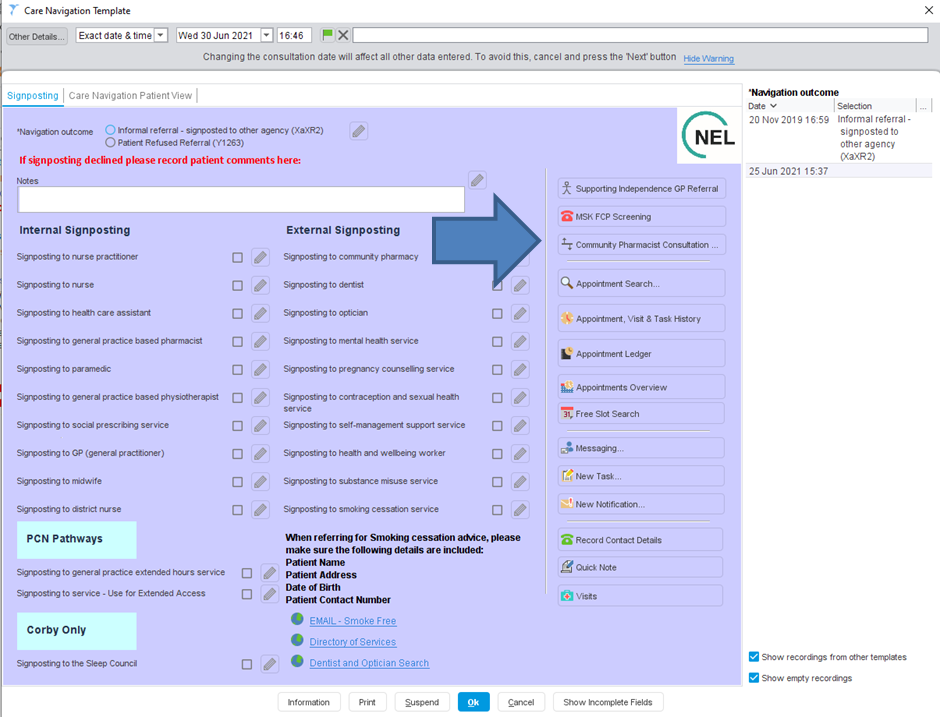 Care Navigation Template
Other Details... Exact date & time Wed 30 Jun 2021 16:46
Changing the consultation date will affect all other data entered. To avoid this, cancel and press the 'Next' button Hide Warning
Signposting Care Navigation Patient View
*Navigation outcome
Informal referral - signposted to other agency (XaXR2)
Patient Refused Referral (Y1263)
NEL
If signposting declined please record patient comments here:
Notes
Internal Signposting
Signposting to nurse practitioner
Signposting to nurse
Signposting to health care assistant
Signposting to general practice based pharmacist
Signposting to paramedic
Signposting to general practice based physiotherapist
Signposting to social prescribing service
Signposting to GP (general practitioner)
Signposting to midwife
Signposting to district nurse
PCN Pathways
Signposting to general practice extended hours service
Signposting to service - Use for Extended Access
Corby Only
Signposting to the Sleep Council
External Signposting
Signposting to community pharmacy
Signposting to dentist
Signposting to optician
Signposting to mental health service
Signposting to pregnancy counselling service
Signposting to contraception and sexual health
service
Signposting to self-management support service
Signposting to health and wellbeing worker
Signposting to substance misuse service
Signposting to smoking cessation service
When referring for Smoking cessation advice, please
make sure the following details are included:
Patient Name
Patient Address
Date of Birth
Patient Contact Number
EMAIL - Smoke Free
Directory of Services
Dentist and Optician Search
Supporting Independence GP Referral
MSK FCP Screening
Community Pharmacist Consultation ...
Appointment Search...
Appointment, Visit & Task History
Appointment Ledger
Appointments Overview
31 Free Slot Search
Messaging...
New Task...
New Notification...
Record Contact Details
Quick Note
Visits
*Navigation outcome
Date Selection ...
20 Nov 2019 16:59 Informal referral -
signposted to
other agency
(XaXR2)
25 Jun 2021 15:37
Show recordings from other templates
Show empty recordings
Information Print Suspend Ok Cancel Show Incomplete Fields